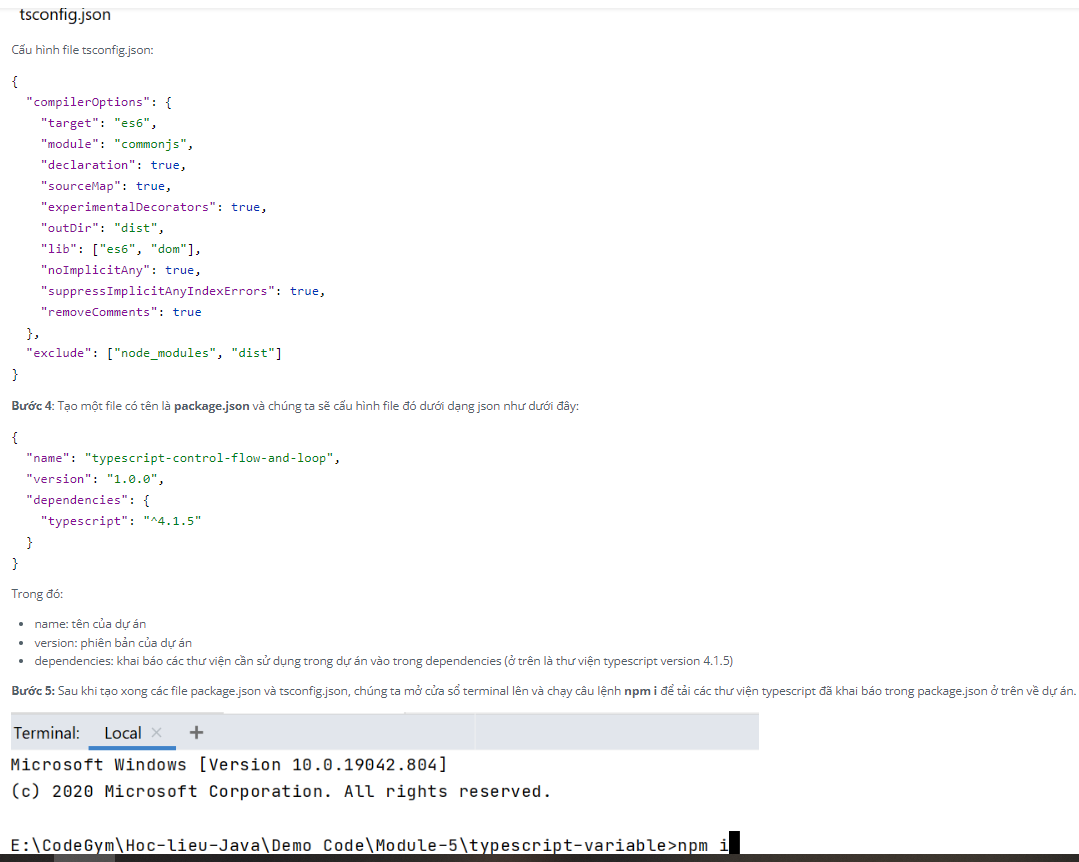 tsconfig.json
Cấu hình file tsconfig.json:
{
  "compilerOptions": {
    "target": "es6",
    "module": "commonjs",
    "declaration": true,
    "sourceMap": true,
    "experimentalDecorators": true,
    "outDir": "dist",
    "lib": ["es6", "dom"],
    "noImplicitAny": true,
    "suppressImplicitAnyIndexErrors": true,
    "removeComments": true
  },
  "exclude": ["node_modules", "dist"]
}
Bước 4: Tạo một file có tên là package.json và chúng ta sẽ cấu hình file đó dưới dạng json như dưới đây:
{
  "name": "typescript-control-flow-and-loop",
  "version": "1.0.0",
  "dependencies": {
    "typescript": "^4.1.5"
  }
}
Trong đó:
• name: tên của dự án
• version: phiên bản của dự án
• dependencies: khai báo các thư viện cần sử dụng trong dự án vào trong dependencies (ở trên là thư viện typescript version 4.1.5)
Bước 5: Sau khi tạo xong các file package.json và tsconfig.json, chúng ta mở cửa sổ terminal lên và chạy câu lệnh npm i để tải các thư viện typescript đã khai báo trong package.json ở trên về dự án.
Terminal: Local × +
Microsoft Windows [Version 10.0.19042.804]
(c) 2020 Microsoft Corporation. All rights reserved.
E:\CodeGym\Hoc-lieu-Java\Demo Code\Module-5\typescript-variable>npm i